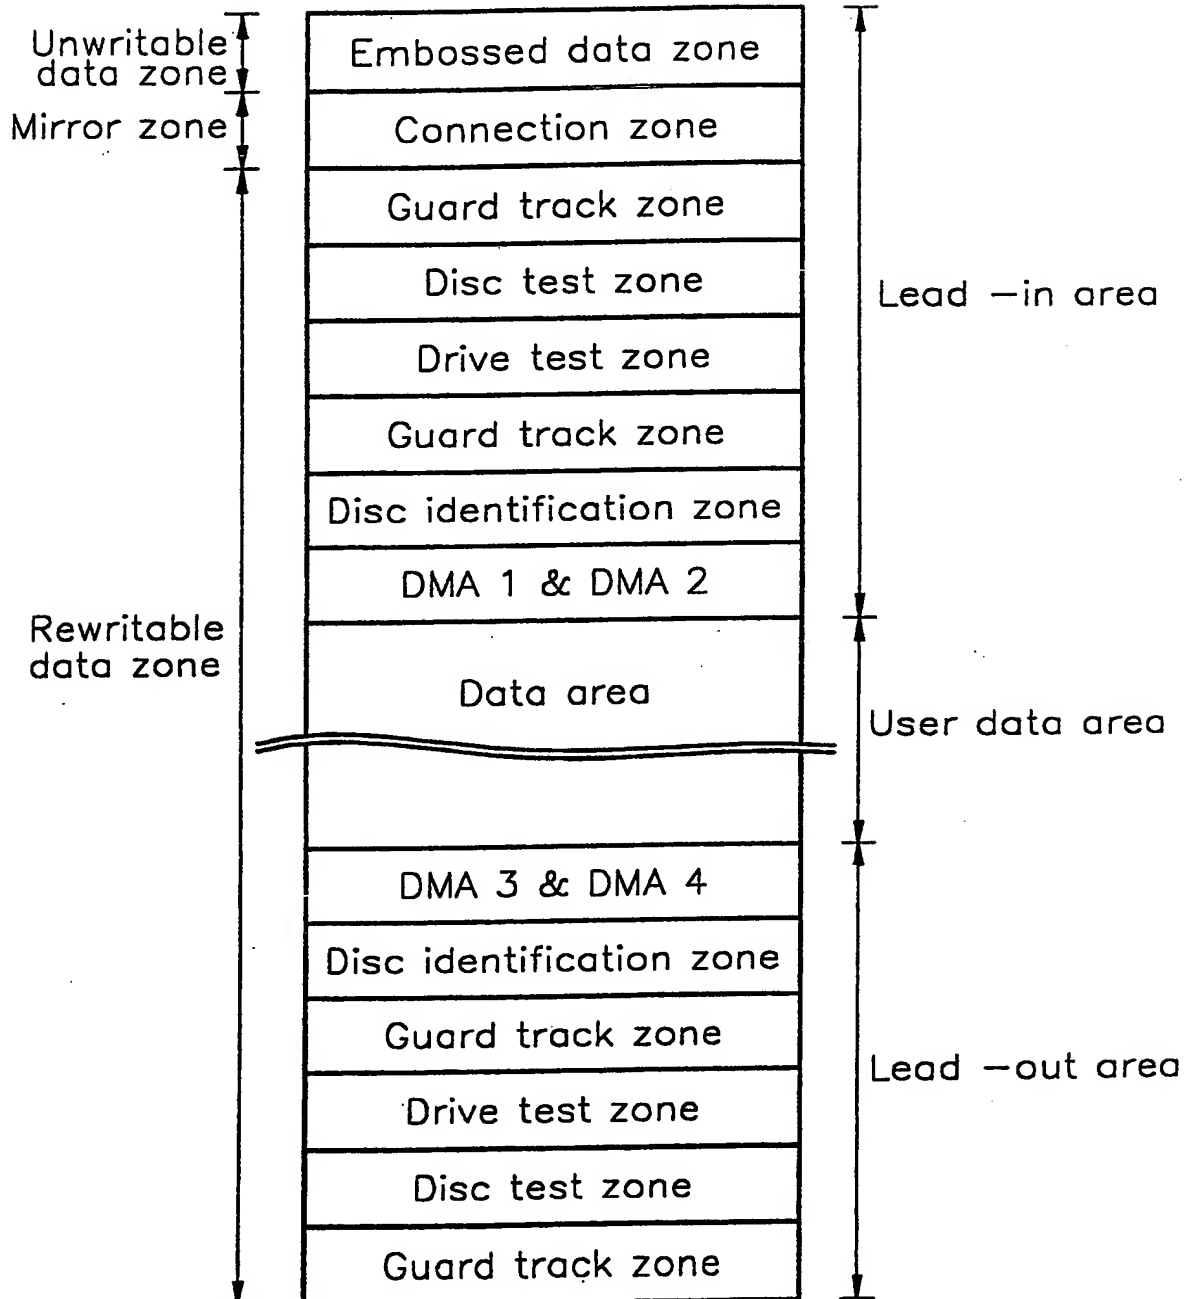 Unwritable
data zone
Embossed data zone
Mirror zone
Connection zone
Guard track zone
Disc test zone
Lead -in area
Drive test zone
Guard track zone
Disc identification zone
DMA 1 & DMA 2
Rewritable
data zone
Data area
User data area
DMA 3 & DMA 4
Disc identification zone
Guard track zone
Lead -out area
Drive test zone
Disc test zone
Guard track zone